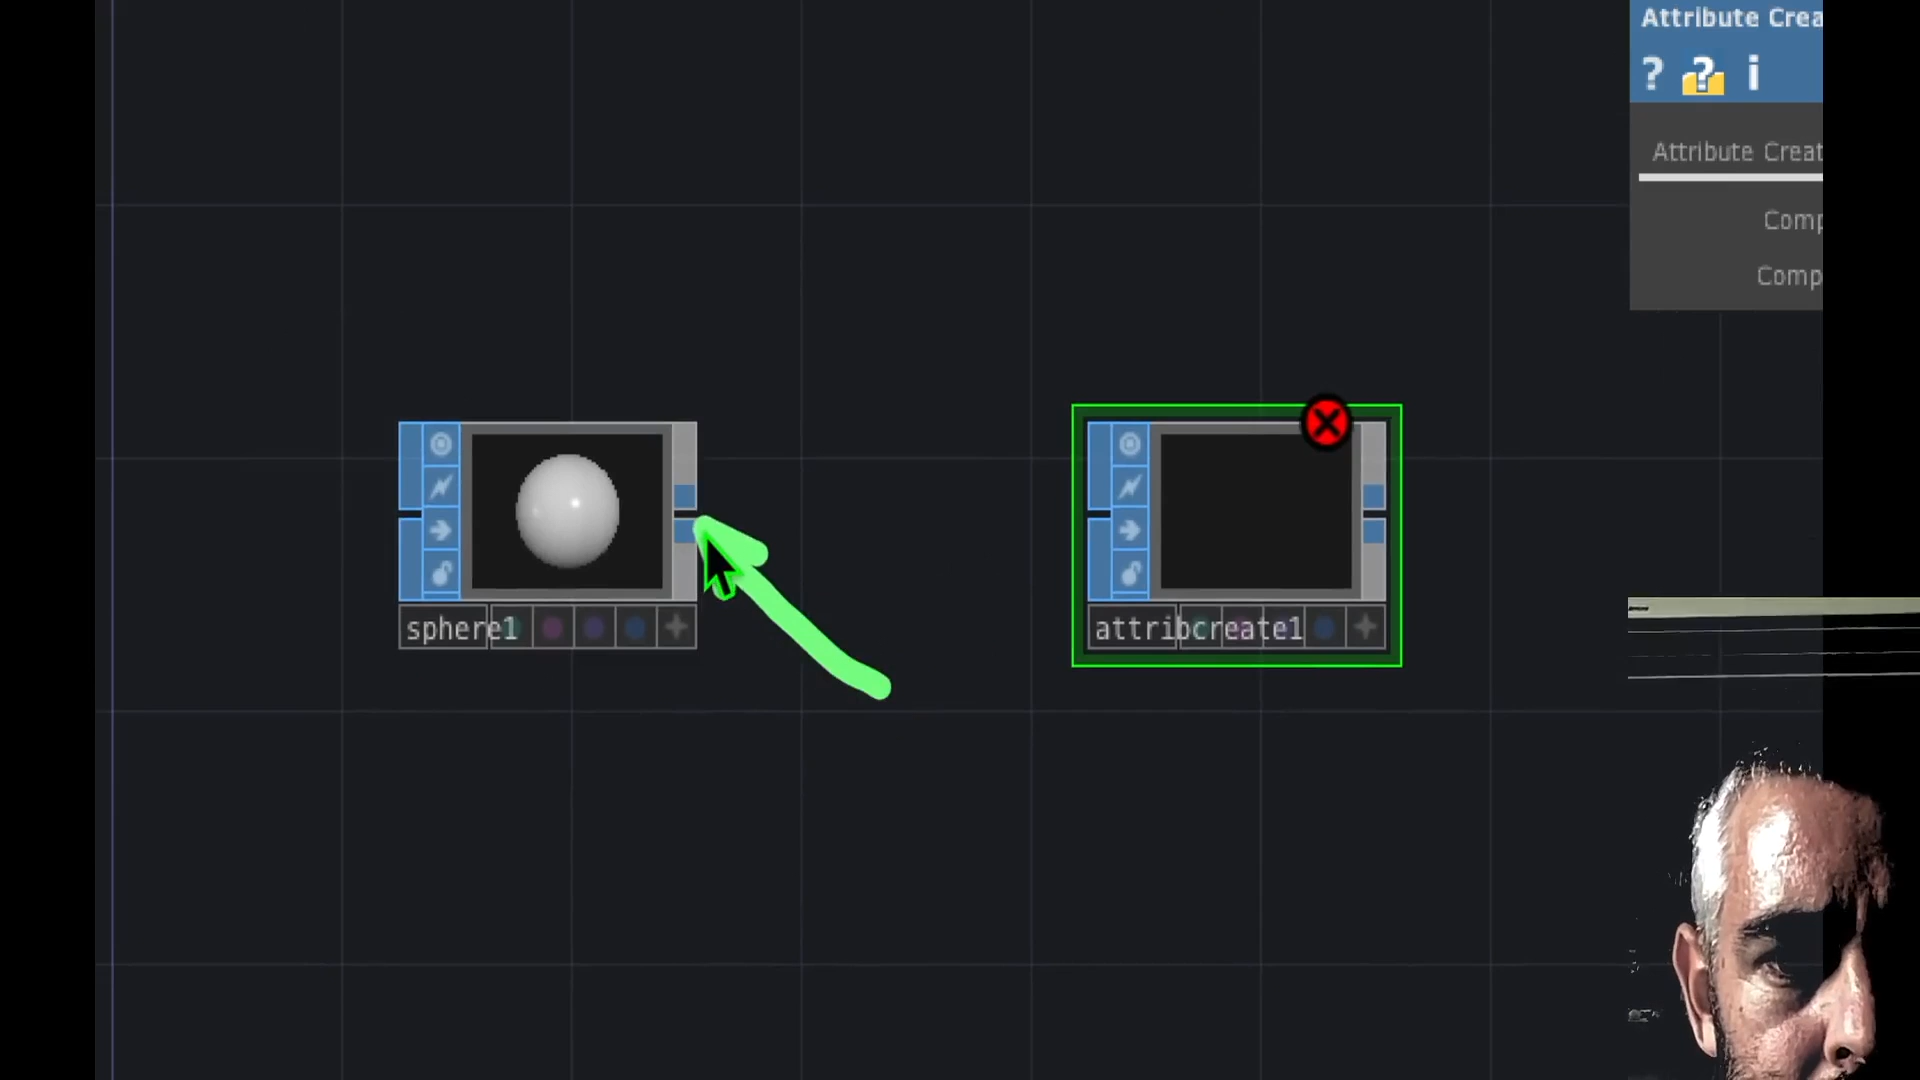 Attribute Crea
? ? i
Attribute Creat
Comp
Comp
sphere1
attribcreate1